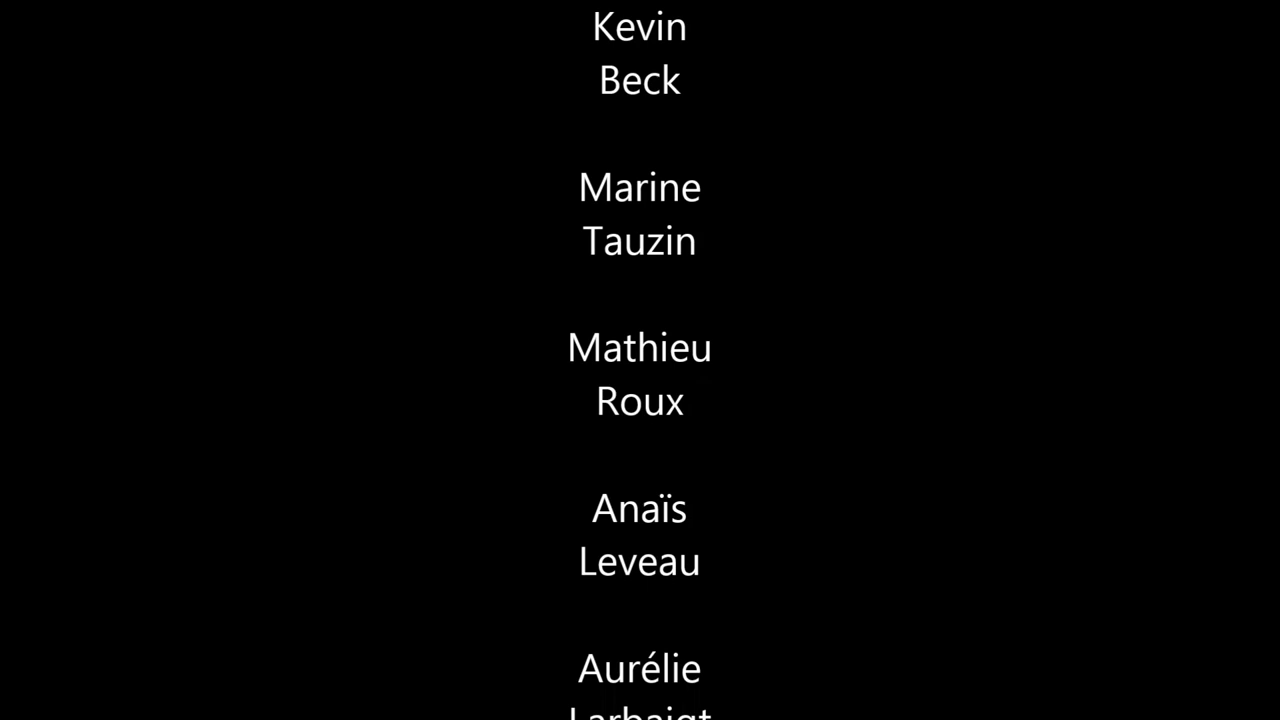 Kevin
Beck
Marine
Tauzin
Mathieu
Roux
Anaïs
Leveau
Aurélie